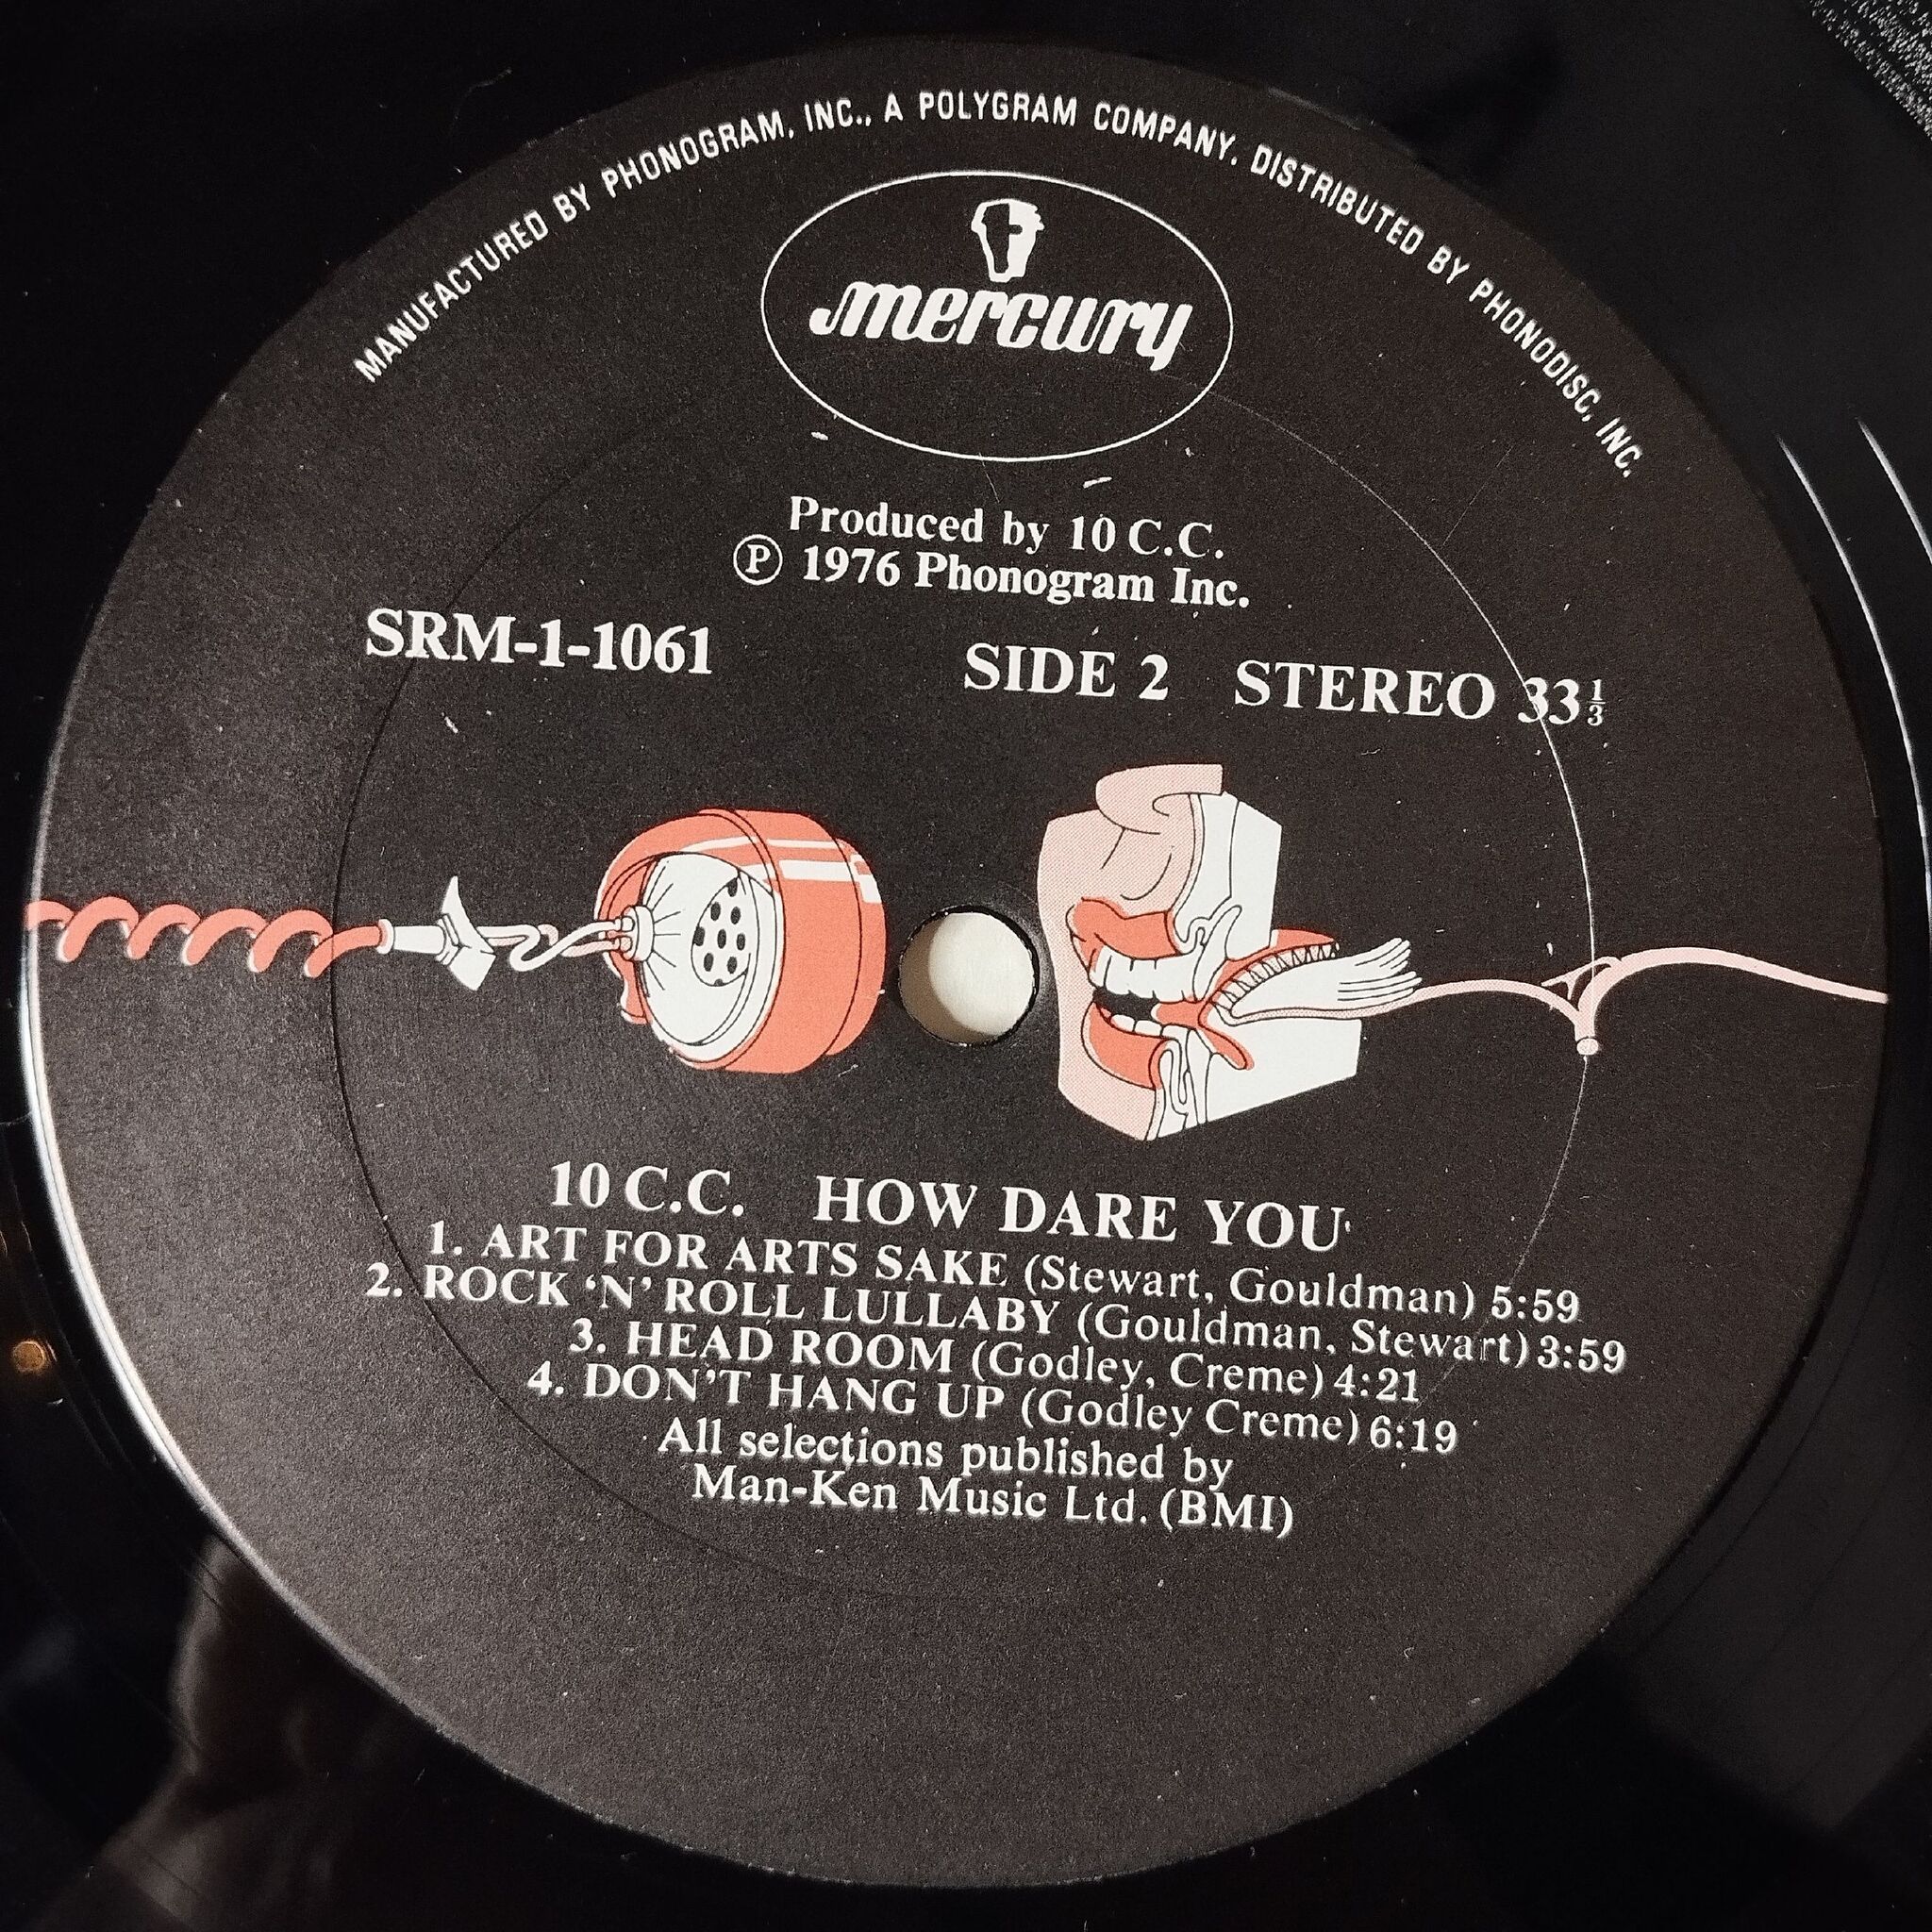 MANUFACTURED BY PHONOGRAM, INC., A POLYGRAM COMPANY. DISTRIBUTED BY PHONODISC, INC.
mercury
Produced by 10 C.C.
Ⓟ 1976 Phonogram Inc.
SRM-1-1061 SIDE 2 STEREO 33⅓
10 C.C. HOW DARE YOU
1. ART FOR ARTS SAKE (Stewart, Gouldman) 5:59
2. ROCK ‘N’ ROLL LULLABY (Gouldman, Stewart) 3:59
3. HEAD ROOM (Godley, Creme) 4:21
4. DON’T HANG UP (Godley Creme) 6:19
All selections published by
Man-Ken Music Ltd. (BMI)